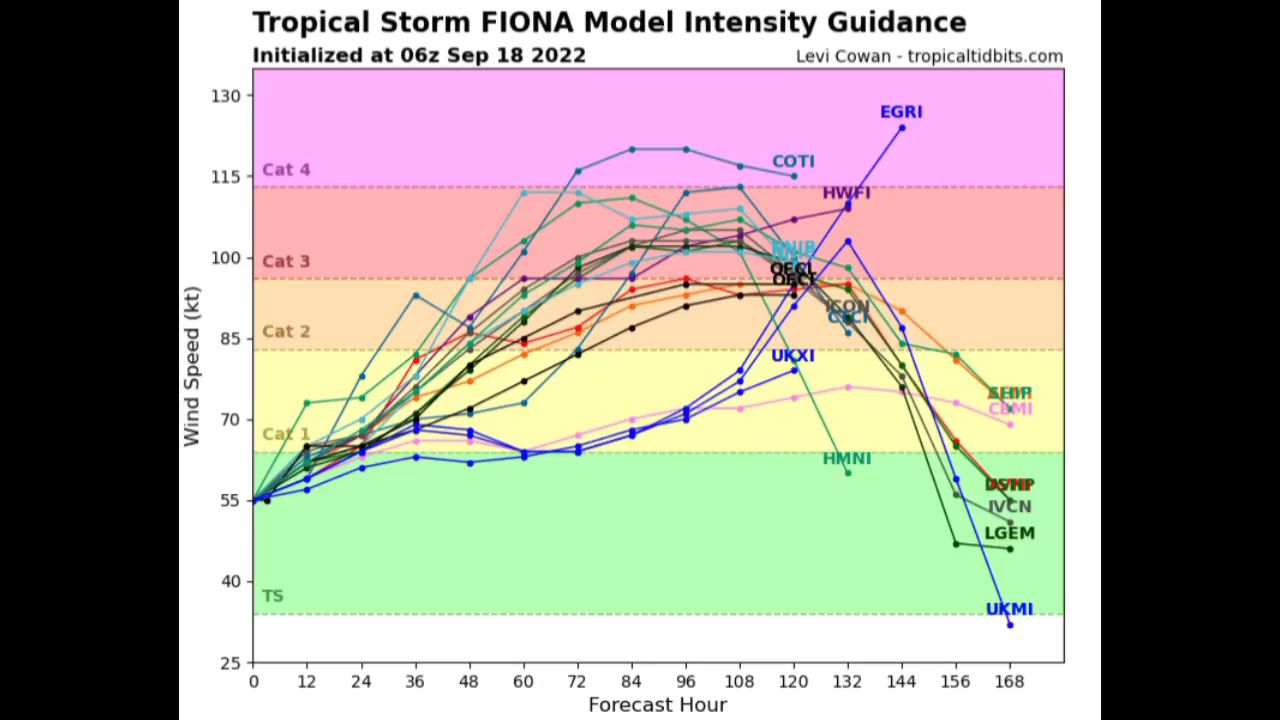 Tropical Storm FIONA Model Intensity Guidance
Initialized at 06z Sep 18 2022
Levi Cowan - tropicaltidbits.com
Wind Speed (kt)
130
115
100
85
70
55
40
25
Cat 4
Cat 3
Cat 2
Cat 1
TS
EGRI
COTI
HWFI
OFCI
ICON
UKXI
HMNI
CEMI
IVCN
LGEM
UKMI
0 12 24 36 48 60 72 84 96 108 120 132 144 156 168
Forecast Hour